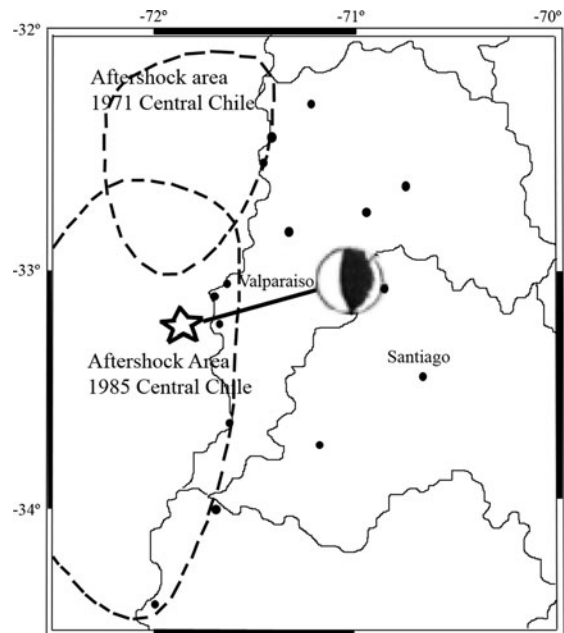 -72°
-71°
-70°
-32°
Aftershock area
1971 Central Chile
-33°
Valparaiso
Aftershock Area
1985 Central Chile
Santiago
-34°